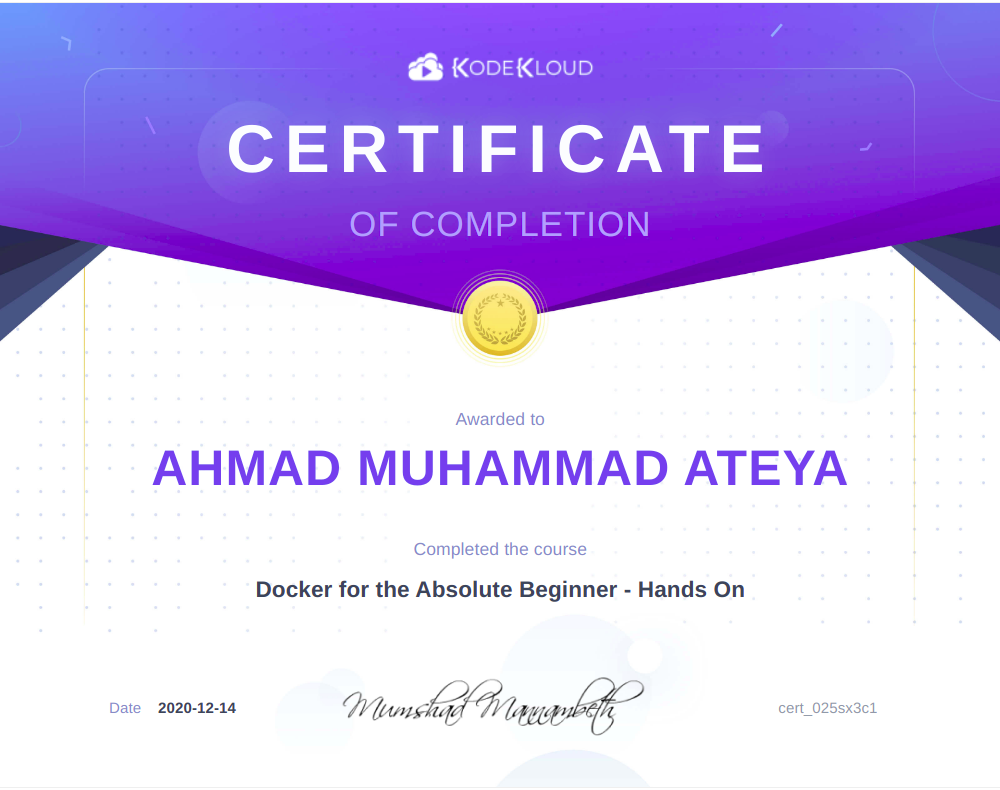 KODEKLOUD
CERTIFICATE
OF COMPLETION
Awarded to
AHMAD MUHAMMAD ATEYA
Completed the course
Docker for the Absolute Beginner - Hands On
Mumshad Mannambeth
Date 2020-12-14
cert_025sx3c1